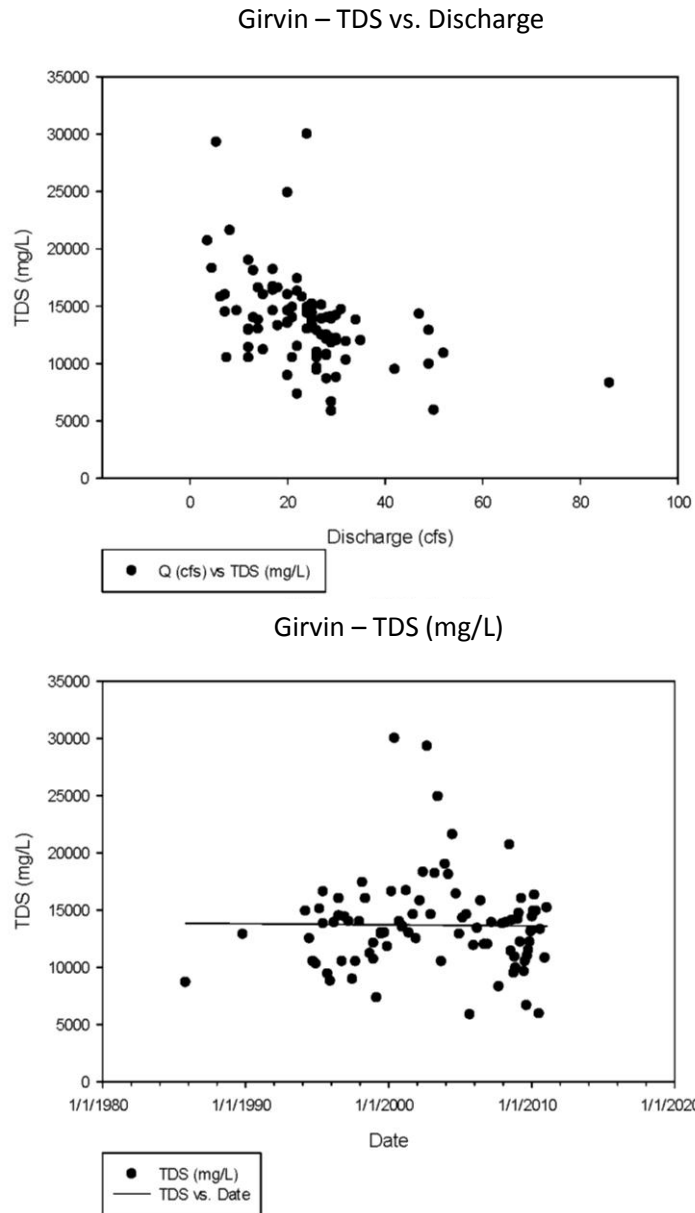 Girvin – TDS vs. Discharge
35000
30000
25000
20000
15000
10000
5000
0
TDS (mg/L)
0 20 40 60 80 100
Discharge (cfs)
Q (cfs) vs TDS (mg/L)
Girvin – TDS (mg/L)
35000
30000
25000
20000
15000
10000
5000
0
TDS (mg/L)
1/1/1980 1/1/1990 1/1/2000 1/1/2010 1/1/2020
Date
TDS (mg/L)
TDS vs. Date